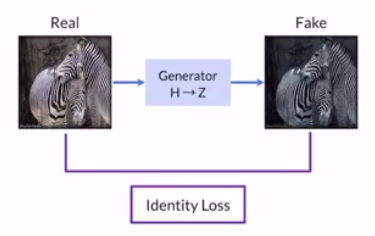 Real
Fake
Generator
H→Z
Identity Loss